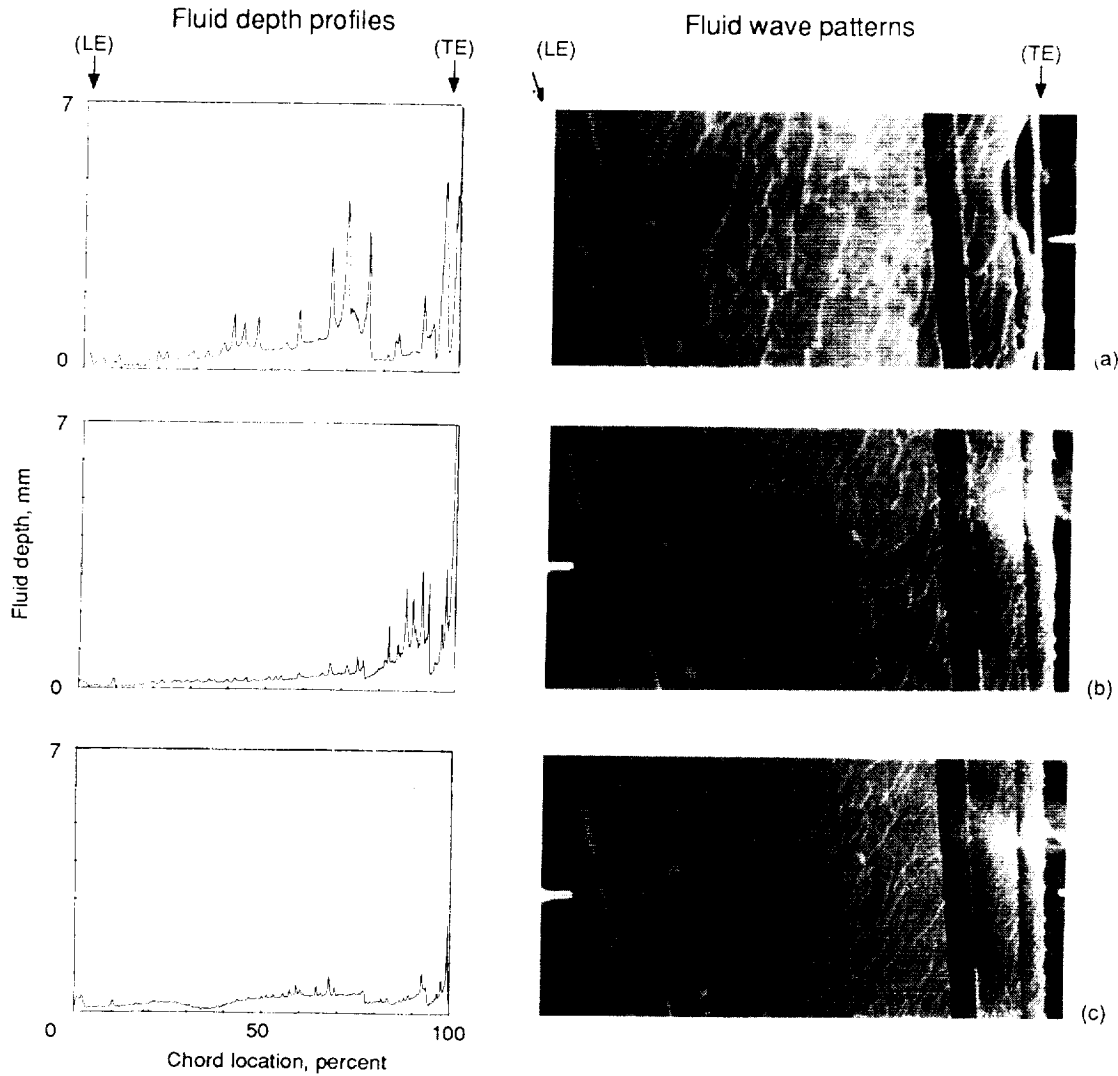 Fluid depth profiles
Fluid wave patterns
(LE)
(TE)
(LE)
(TE)
7
0
(a)
7
Fluid depth, mm
0
(b)
7
0
50
100
(c)
Chord location, percent